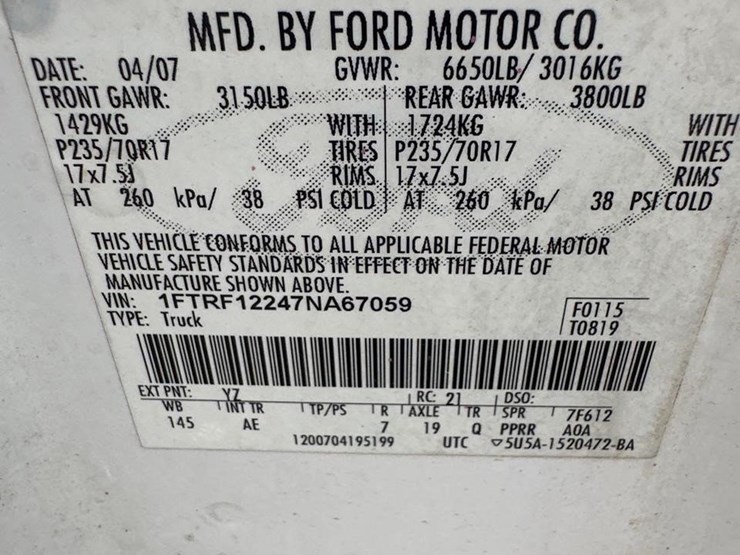 MFD. BY FORD MOTOR CO.
DATE: 04/07 GVWR: 6650LB/ 3016KG
FRONT GAWR: 3150LB REAR GAWR: 3800LB
1429KG WITH 1724KG WITH
P235/70R17 TIRES P235/70R17 TIRES
17x7.5J RIMS 17x7.5J RIMS
AT 260 kPa/ 38 PSI COLD AT 260 kPa/ 38 PSI COLD
Ford
THIS VEHICLE CONFORMS TO ALL APPLICABLE FEDERAL MOTOR
VEHICLE SAFETY STANDARDS IN EFFECT ON THE DATE OF
MANUFACTURE SHOWN ABOVE.
VIN: 1FTRF12247NA67059 F0115
TYPE: Truck T0819
EXT PNT: YZ RC: 21 DSO:
WB INT TR TP/PS R AXLE TR SPR 7F612
145 AE 7 19 Q PPRR A0A
1200704195199 UTC ▽5U5A-1520472-BA